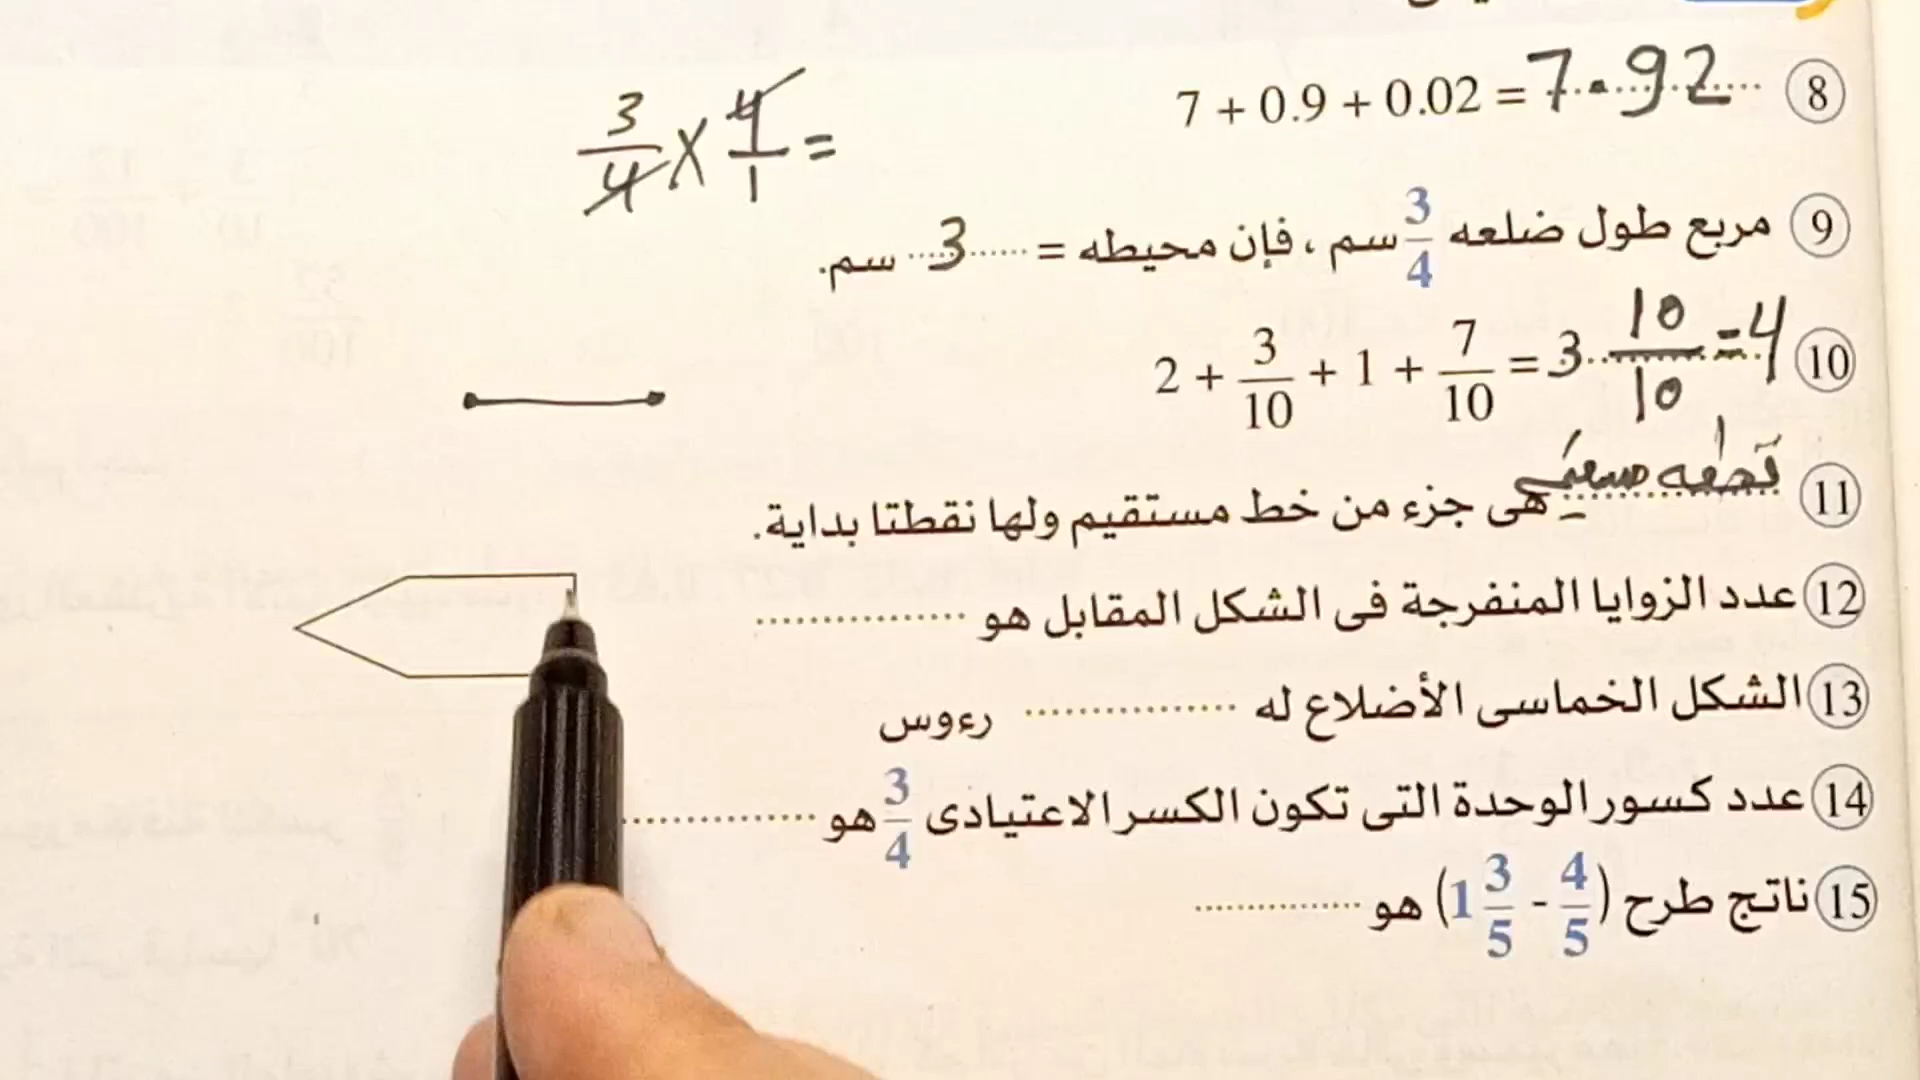 ⑧ 7 + 0.9 + 0.02 = 7.92
3/4 × 4/1 =
⑨ مربع طول ضلعه 3/4 سم ، فإن محيطه = 3 سم.
⑩ 2 + 3/10 + 1 + 7/10 = 3 10/10 = 4
⑪ هى جزء من خط مستقيم ولها نقطتا بداية.
⑫ عدد الزوايا المنفرجة فى الشكل المقابل هو ..................
⑬ الشكل الخماسى الأضلاع له .................. رءوس
⑭ عدد كسور الوحدة التى تكون الكسر الاعتيادى 3/4 هو ..................
⑮ ناتج طرح (1 3/5 - 4/5) هو ..................